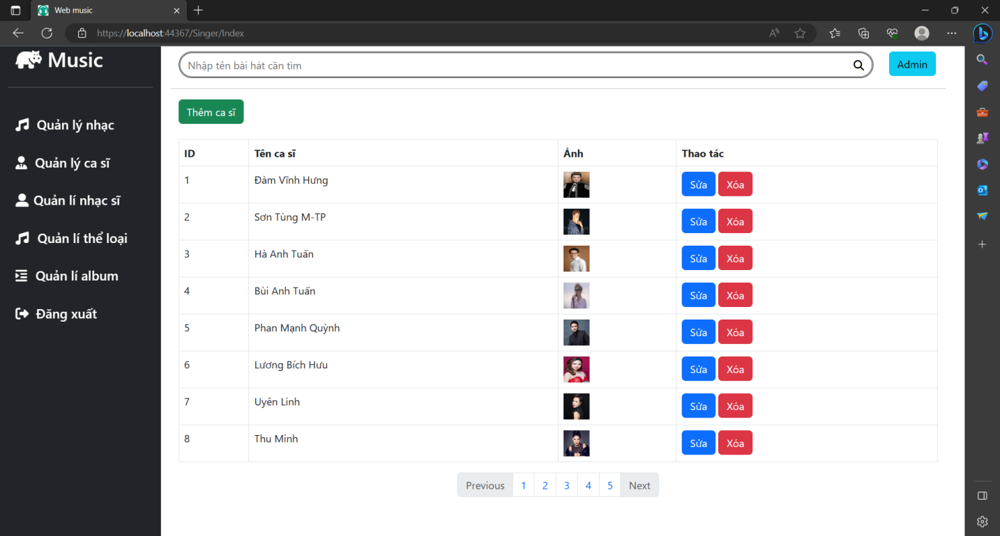 Web music
https://localhost:44367/Singer/Index
Music
Nhập tên bài hát cần tìm
Admin
Thêm ca sĩ
Quản lý nhạc
Quản lý ca sĩ
Quản lí nhạc sĩ
Quản lí thể loại
Quản lí album
Đăng xuất
ID Tên ca sĩ Ảnh Thao tác
1 Đàm Vĩnh Hưng Sửa Xóa
2 Sơn Tùng M-TP Sửa Xóa
3 Hà Anh Tuấn Sửa Xóa
4 Bùi Anh Tuấn Sửa Xóa
5 Phan Mạnh Quỳnh Sửa Xóa
6 Lương Bích Hưu Sửa Xóa
7 Uyên Linh Sửa Xóa
8 Thu Minh Sửa Xóa
Previous 1 2 3 4 5 Next